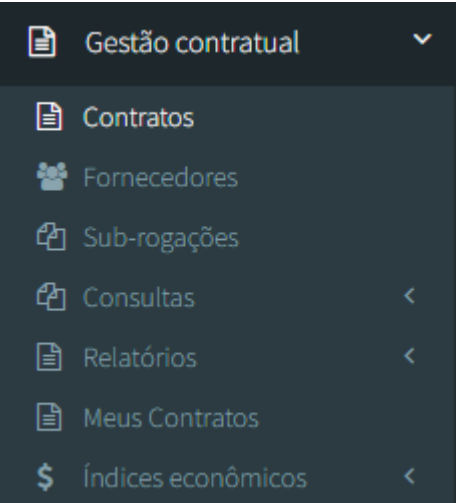 Gestão contratual
Contratos
Fornecedores
Sub-rogações
Consultas
Relatórios
Meus Contratos
$ Índices econômicos